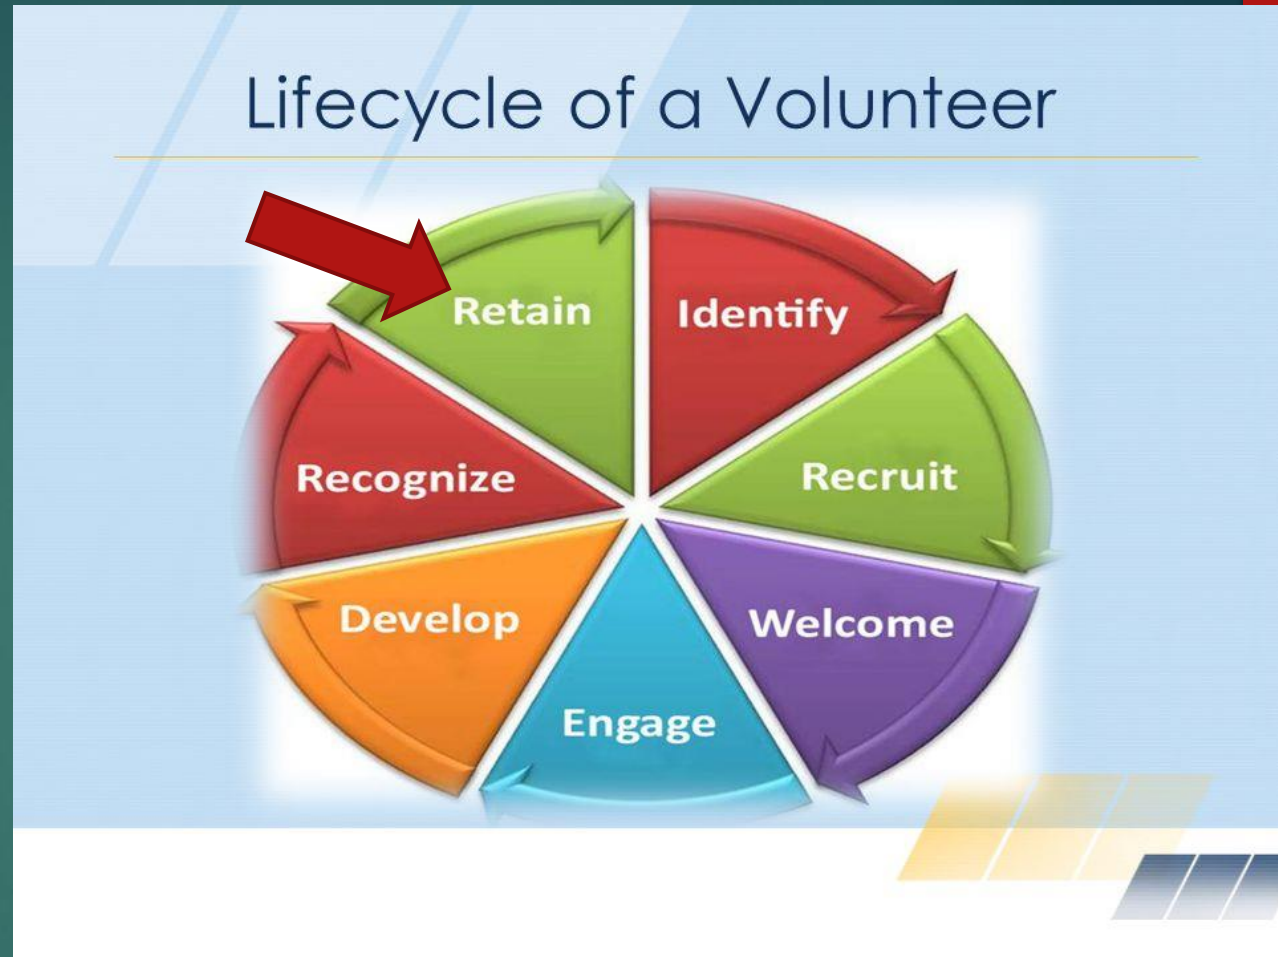 Lifecycle of a Volunteer
Retain
Identify
Recognize
Recruit
Develop
Welcome
Engage